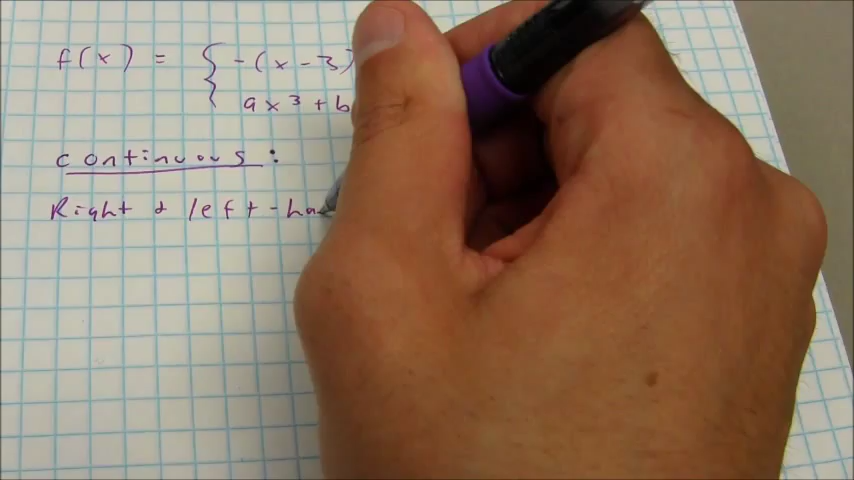 f(x) = { -(x-3)
ax³+b
continuous:
Right & left-ha